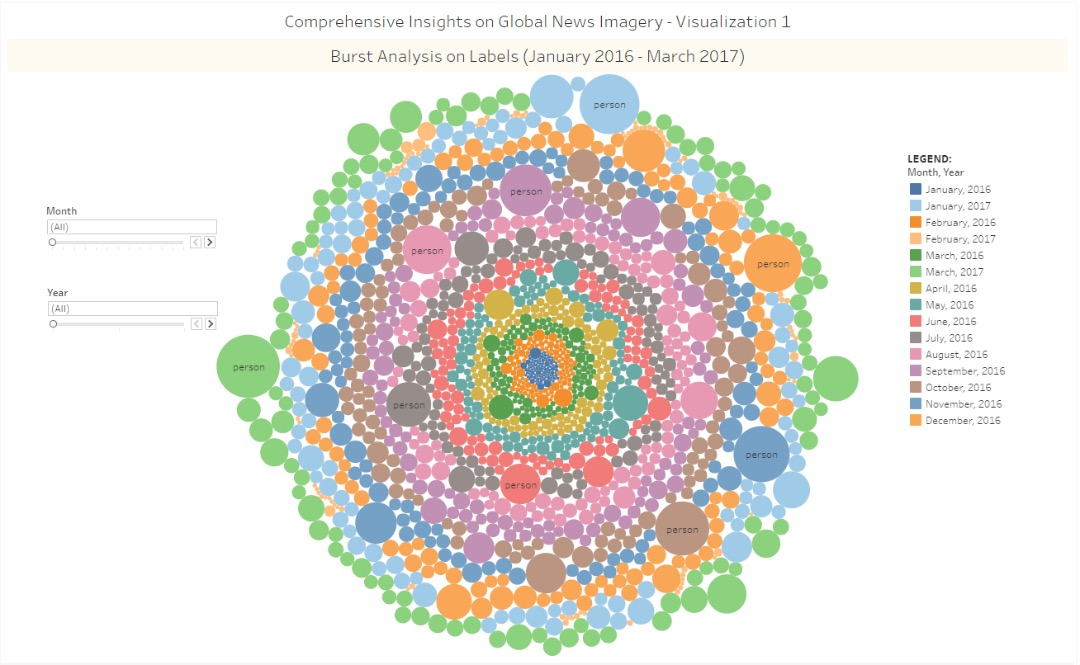 Comprehensive Insights on Global News Imagery - Visualization 1
Burst Analysis on Labels (January 2016 - March 2017)
person
LEGEND:
Month, Year
January, 2016
January, 2017
February, 2016
February, 2017
March, 2016
March, 2017
April, 2016
May, 2016
June, 2016
July, 2016
August, 2016
September, 2016
October, 2016
November, 2016
December, 2016
person
Month
(All)
person
person
Year
(All)
person
person
person
person
person